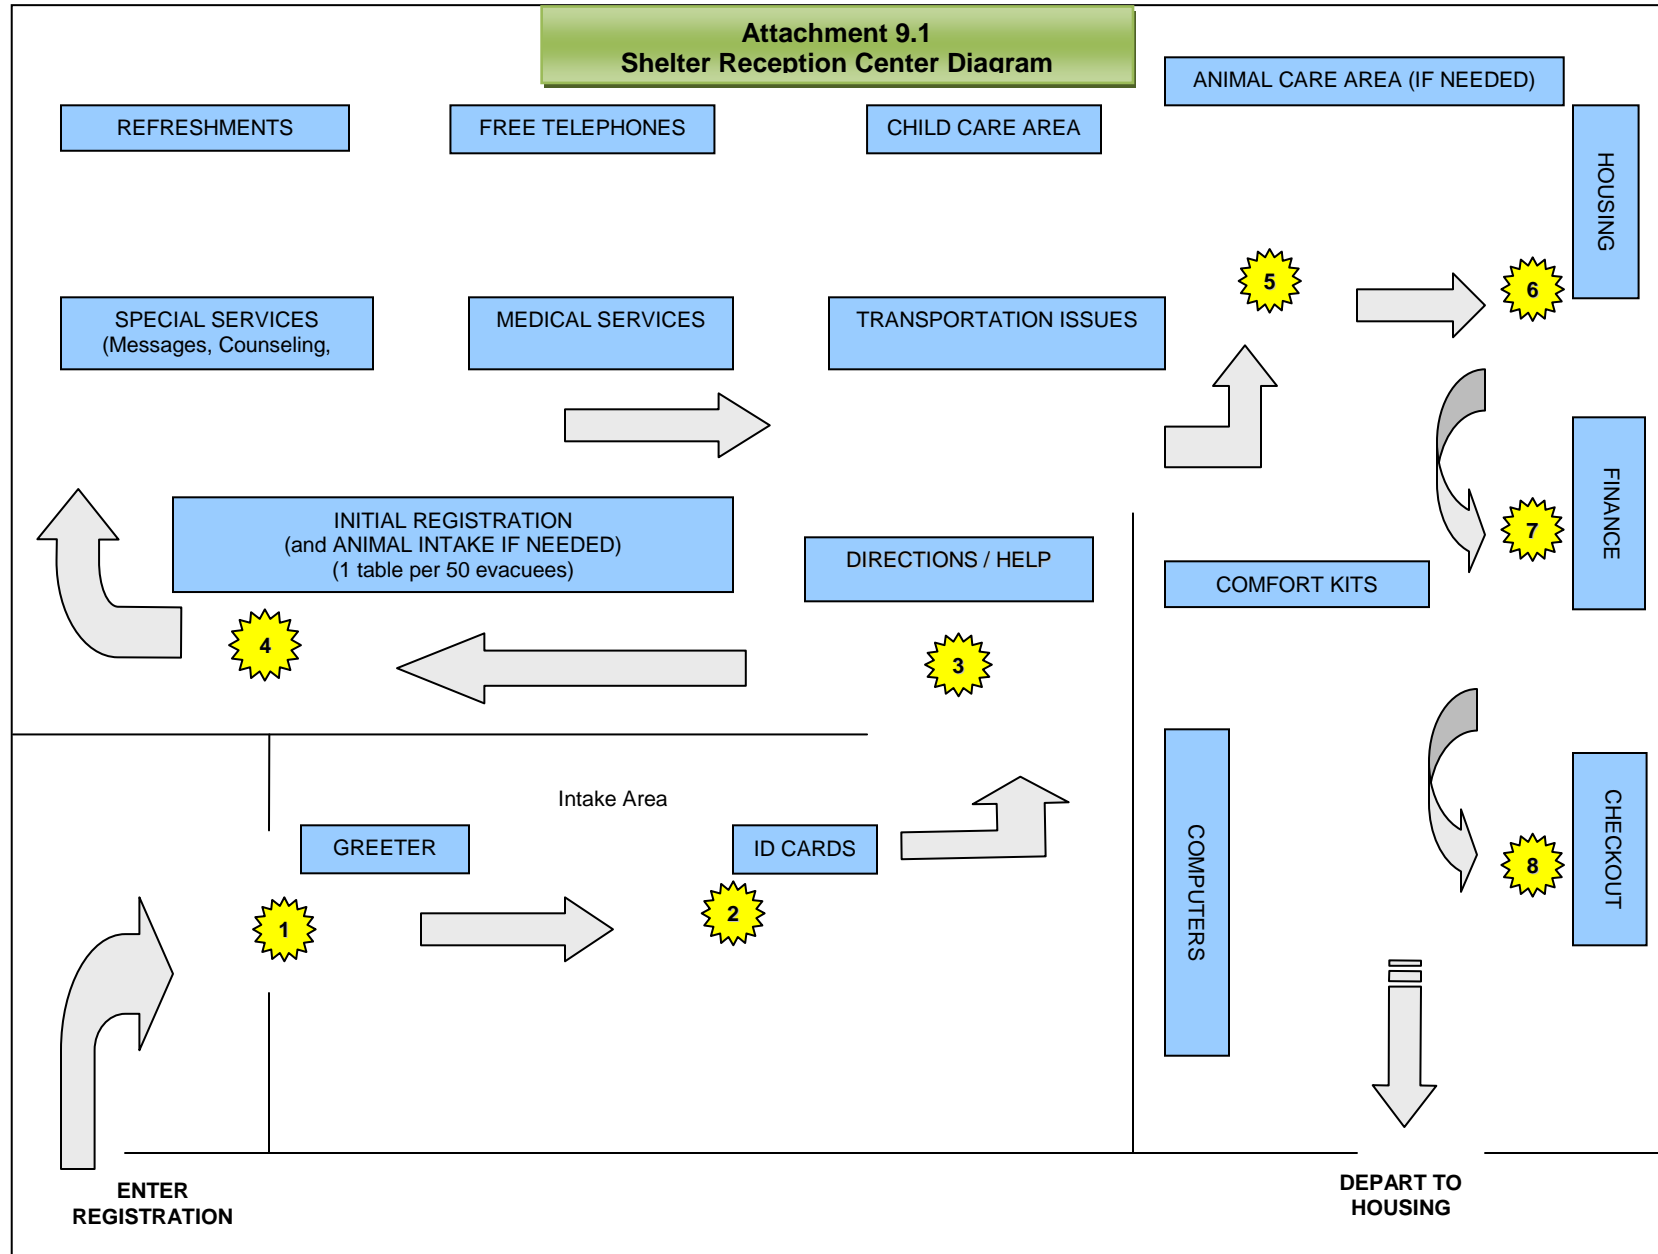 Attachment 9.1
Shelter Reception Center Diagram
ANIMAL CARE AREA (IF NEEDED)
REFRESHMENTS
FREE TELEPHONES
CHILD CARE AREA
HOUSING
5
6
SPECIAL SERVICES
(Messages, Counseling,
MEDICAL SERVICES
TRANSPORTATION ISSUES
FINANCE
7
INITIAL REGISTRATION
(and ANIMAL INTAKE IF NEEDED)
(1 table per 50 evacuees)
DIRECTIONS / HELP
COMFORT KITS
4
3
Intake Area
GREETER
ID CARDS
COMPUTERS
CHECKOUT
8
1
2
ENTER
REGISTRATION
DEPART TO
HOUSING